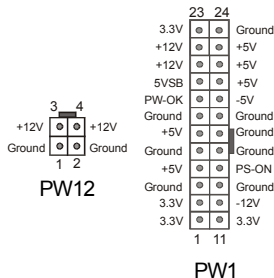 23 24
3.3V Ground
+12V +5V
+12V +5V
5VSB +5V
PW-OK -5V
Ground Ground
+5V Ground
Ground Ground
+5V PS-ON
Ground Ground
3.3V -12V
3.3V 3.3V
1 11
PW1
3 4
+12V +12V
Ground Ground
1 2
PW12